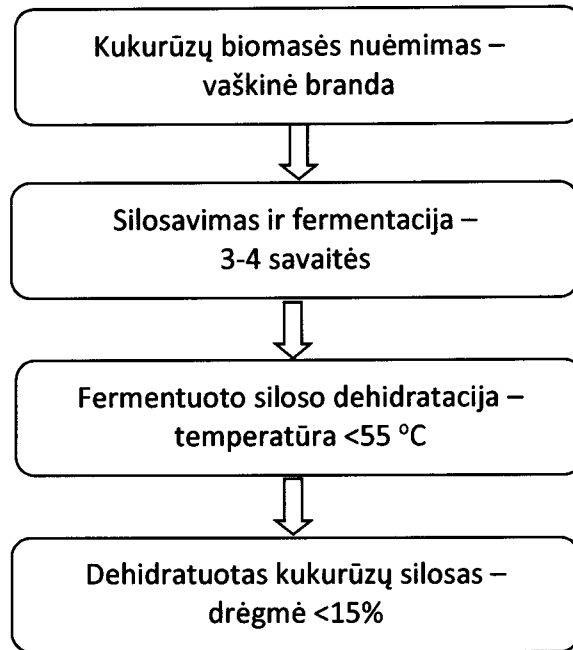 Kukurūzų biomasės nuėmimas –
vaškinė branda
Silosavimas ir fermentacija –
3-4 savaitės
Fermentuoto siloso dehidratacija –
temperatūra <55 °C
Dehidratuotas kukurūzų silosas –
drėgmė <15%